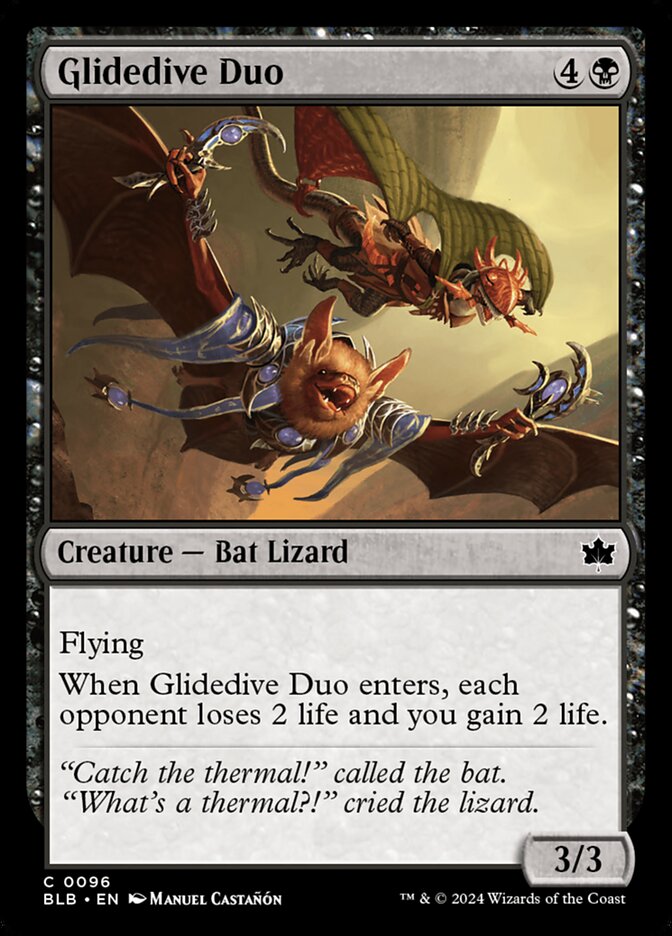 Glidedive Duo 4
Creature — Bat Lizard
Flying
When Glidedive Duo enters, each
opponent loses 2 life and you gain 2 life.
“Catch the thermal!” called the bat.
“What’s a thermal?!” cried the lizard.
3/3
C 0096
BLB • EN Manuel Castañón
™ & © 2024 Wizards of the Coast